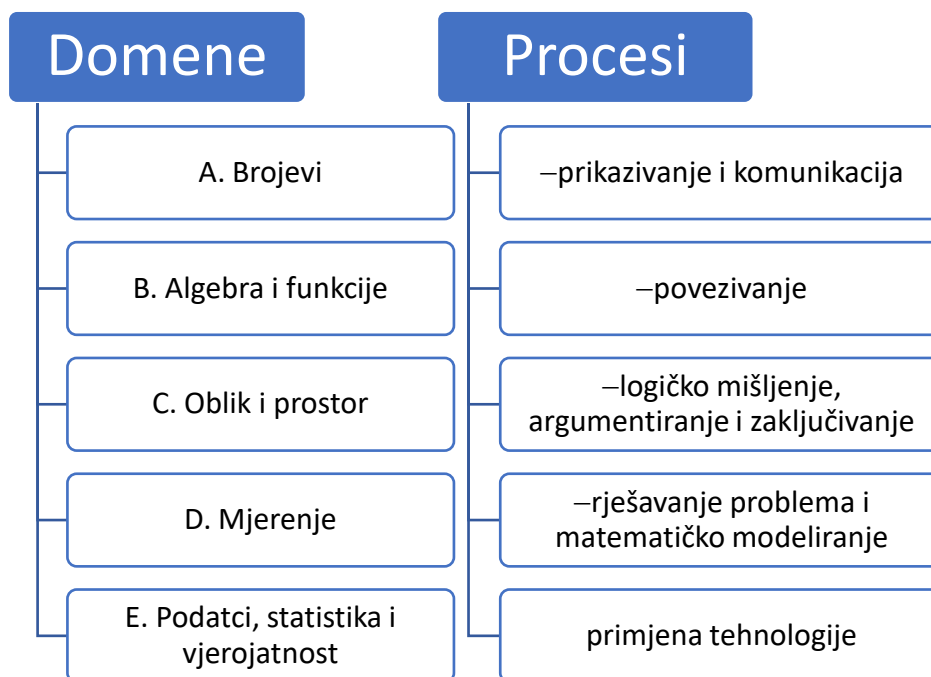 Domene
A. Brojevi
B. Algebra i funkcije
C. Oblik i prostor
D. Mjerenje
E. Podatci, statistika i
vjerojatnost
Procesi
–prikazivanje i komunikacija
–povezivanje
–logičko mišljenje,
argumentiranje i zaključivanje
–rješavanje problema i
matematičko modeliranje
primjena tehnologije